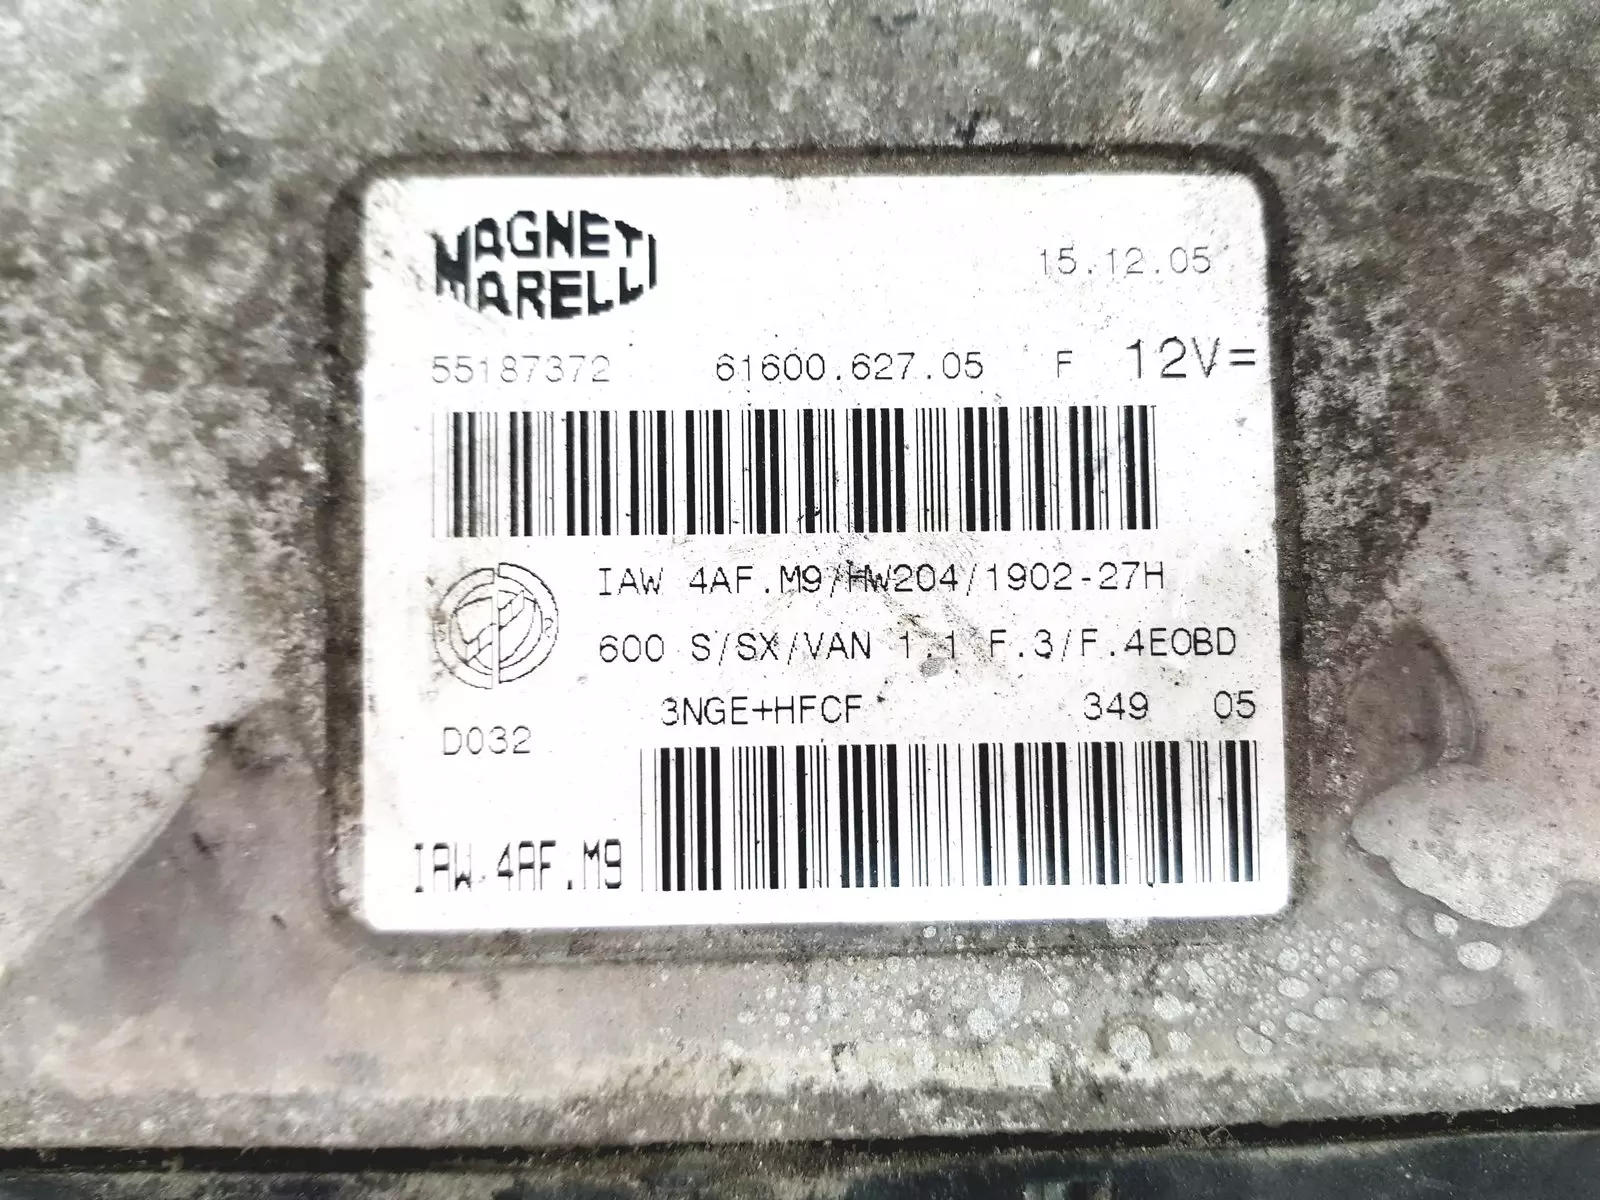 MAGNETI
MARELLI
15.12.05
55187372 61600.627.05 F 12V=
IAW 4AF.M9/HW204/1902-27H
600 S/SX/VAN 1.1 F.3/F.4EOBD
3NGE+HFCF 349 05
D032
IAW 4AF.M9